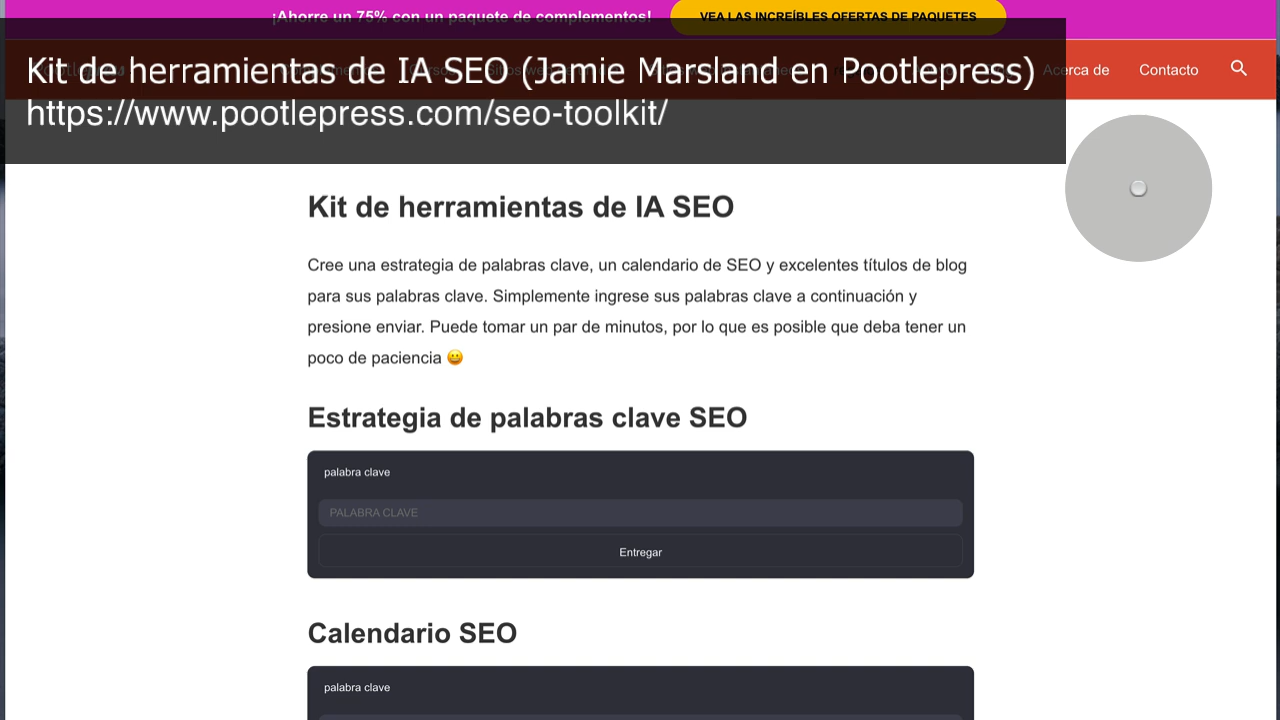 ¡Ahorre un 75% con un paquete de complementos!
VEA LAS INCREÍBLES OFERTAS DE PAQUETES
Kit de herramientas de IA SEO (Jamie Marsland en Pootlepress)
https://www.pootlepress.com/seo-toolkit/
Acerca de
Contacto
Kit de herramientas de IA SEO
Cree una estrategia de palabras clave, un calendario de SEO y excelentes títulos de blog
para sus palabras clave. Simplemente ingrese sus palabras clave a continuación y
presione enviar. Puede tomar un par de minutos, por lo que es posible que deba tener un
poco de paciencia 😀
Estrategia de palabras clave SEO
palabra clave
PALABRA CLAVE
Entregar
Calendario SEO
palabra clave